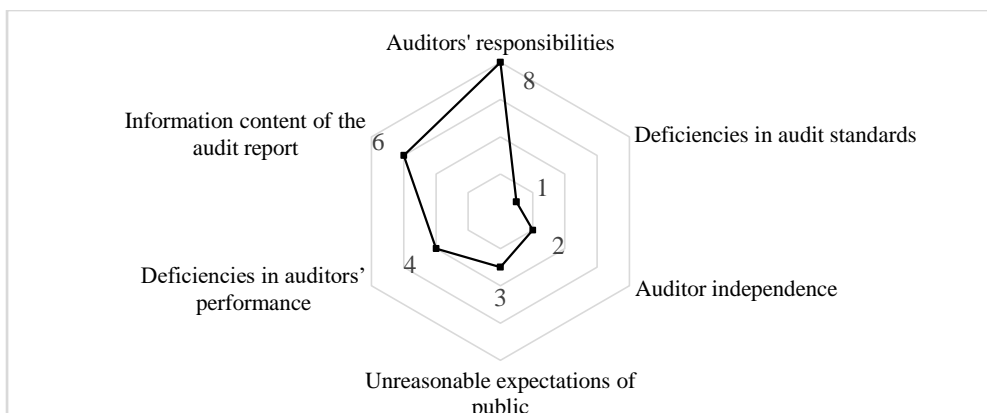 Auditors' responsibilities
8
Deficiencies in audit standards
1
Auditor independence
2
Unreasonable expectations of
public
3
Deficiencies in auditors’
performance
4
Information content of the
audit report
6